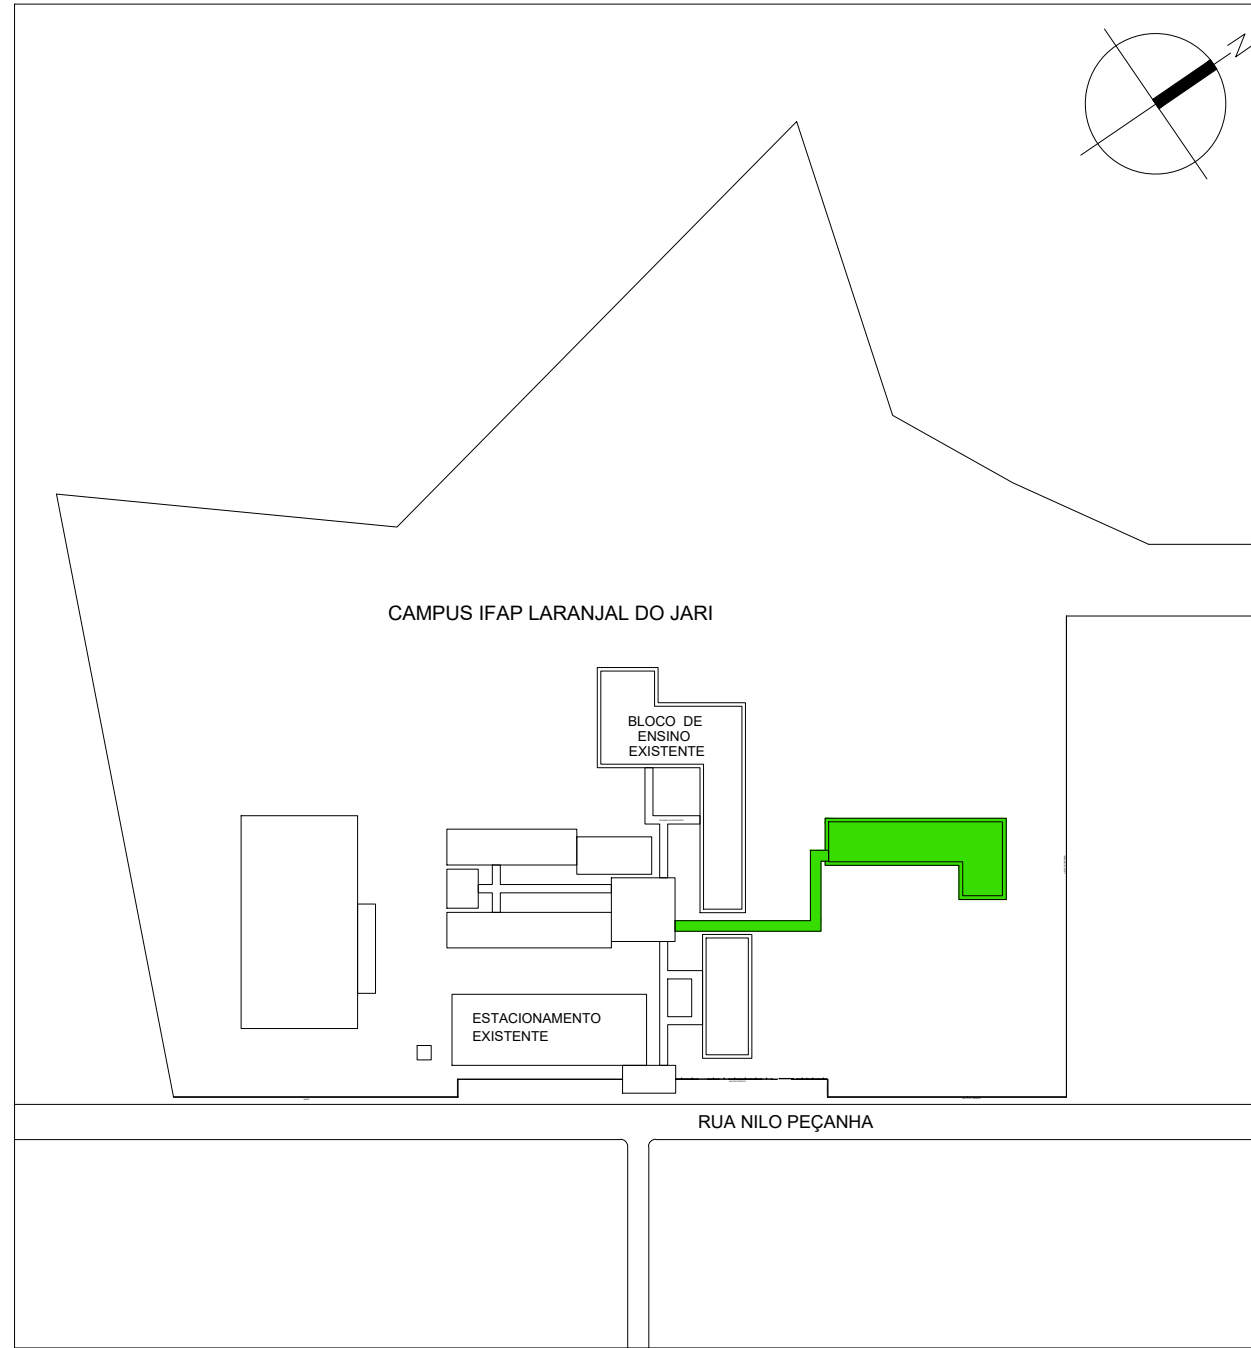 N
CAMPUS IFAP LARANJAL DO JARI
BLOCO DE
ENSINO
EXISTENTE
ESTACIONAMENTO
EXISTENTE
RUA NILO PEÇANHA